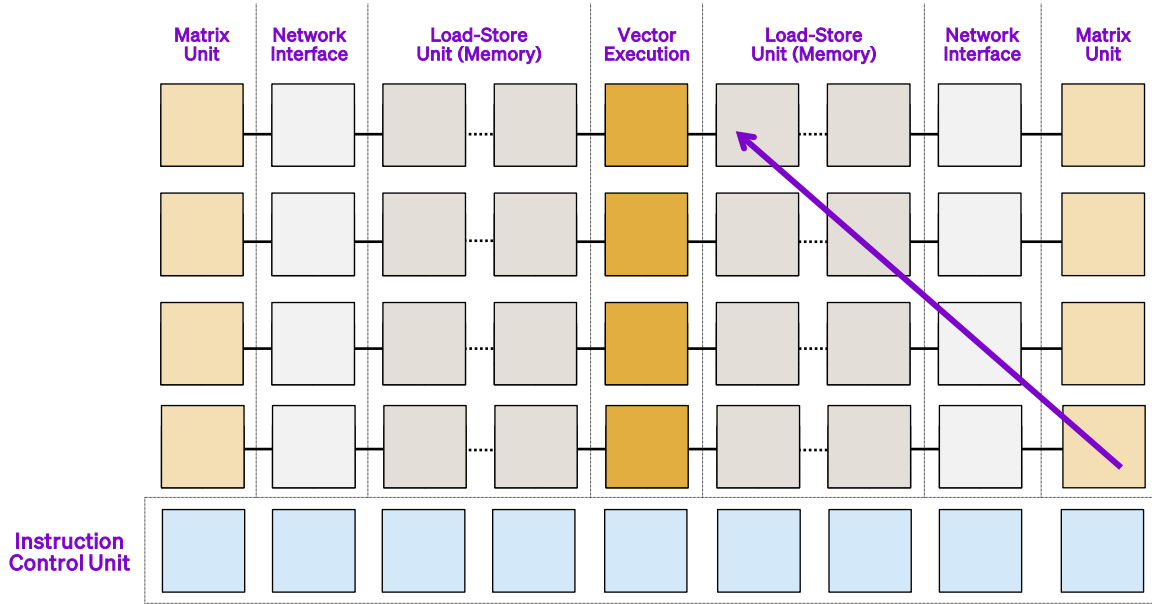 Matrix
Unit
Network
Interface
Load-Store
Unit (Memory)
Vector
Execution
Load-Store
Unit (Memory)
Network
Interface
Matrix
Unit
Instruction
Control Unit